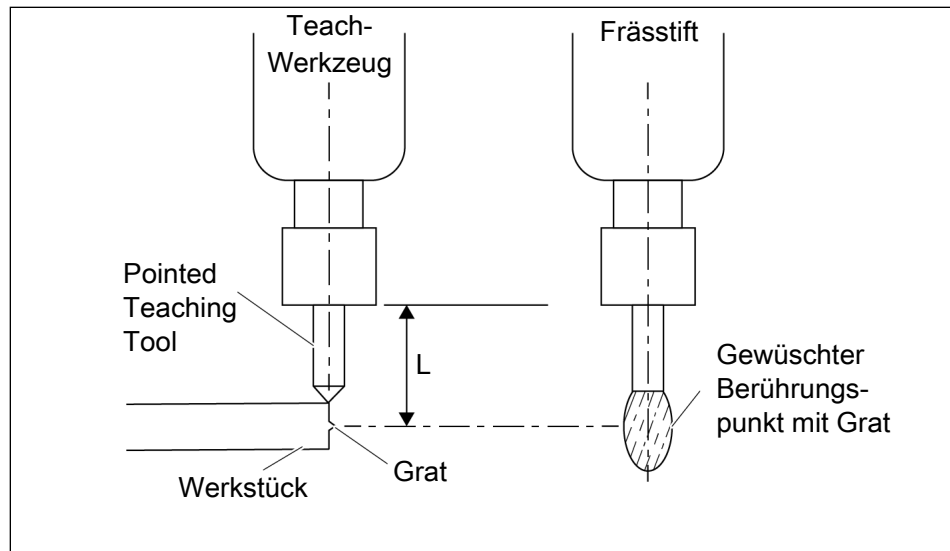 Teach-
Werkzeug
Frässtift
Pointed
Teaching
Tool
L
Gewüschter
Berührungs-
punkt mit Grat
Grat
Werkstück